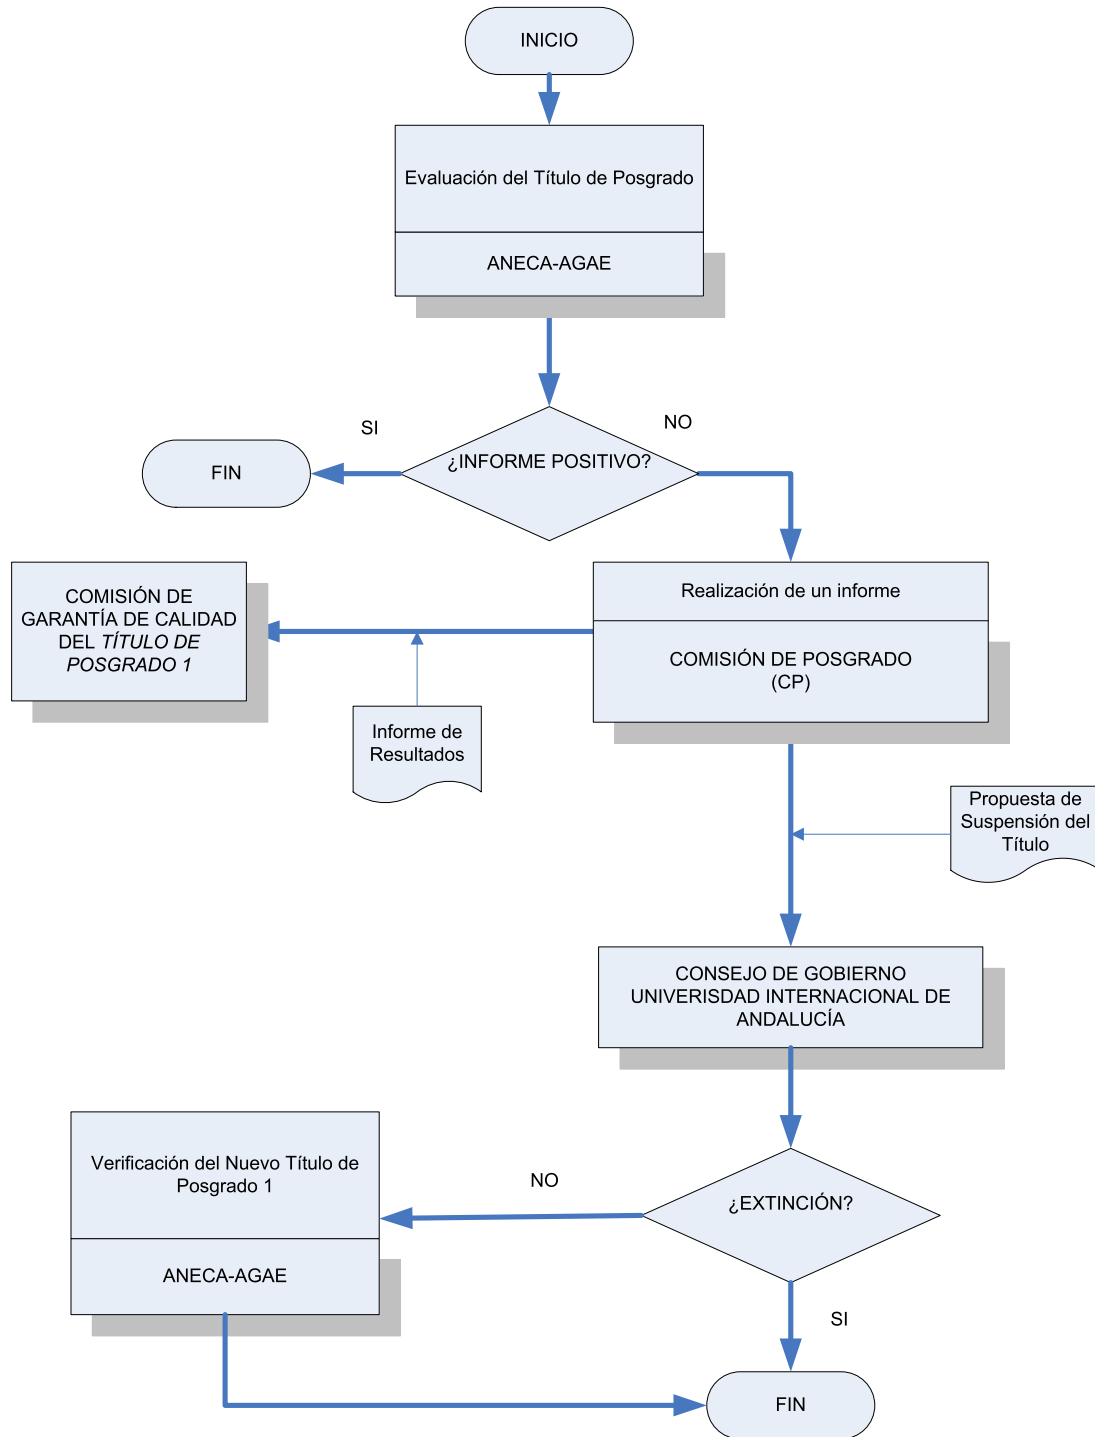 INICIO
Evaluación del Título de Posgrado
ANECA-AGAE
SI
NO
¿INFORME POSITIVO?
FIN
COMISIÓN DE
GARANTÍA DE CALIDAD
DEL TÍTULO DE
POSGRADO 1
Realización de un informe
COMISIÓN DE POSGRADO
(CP)
Informe de
Resultados
Propuesta de
Suspensión del
Título
CONSEJO DE GOBIERNO
UNIVERISDAD INTERNACIONAL DE
ANDALUCÍA
Verificación del Nuevo Título de
Posgrado 1
ANECA-AGAE
NO
¿EXTINCIÓN?
SI
FIN